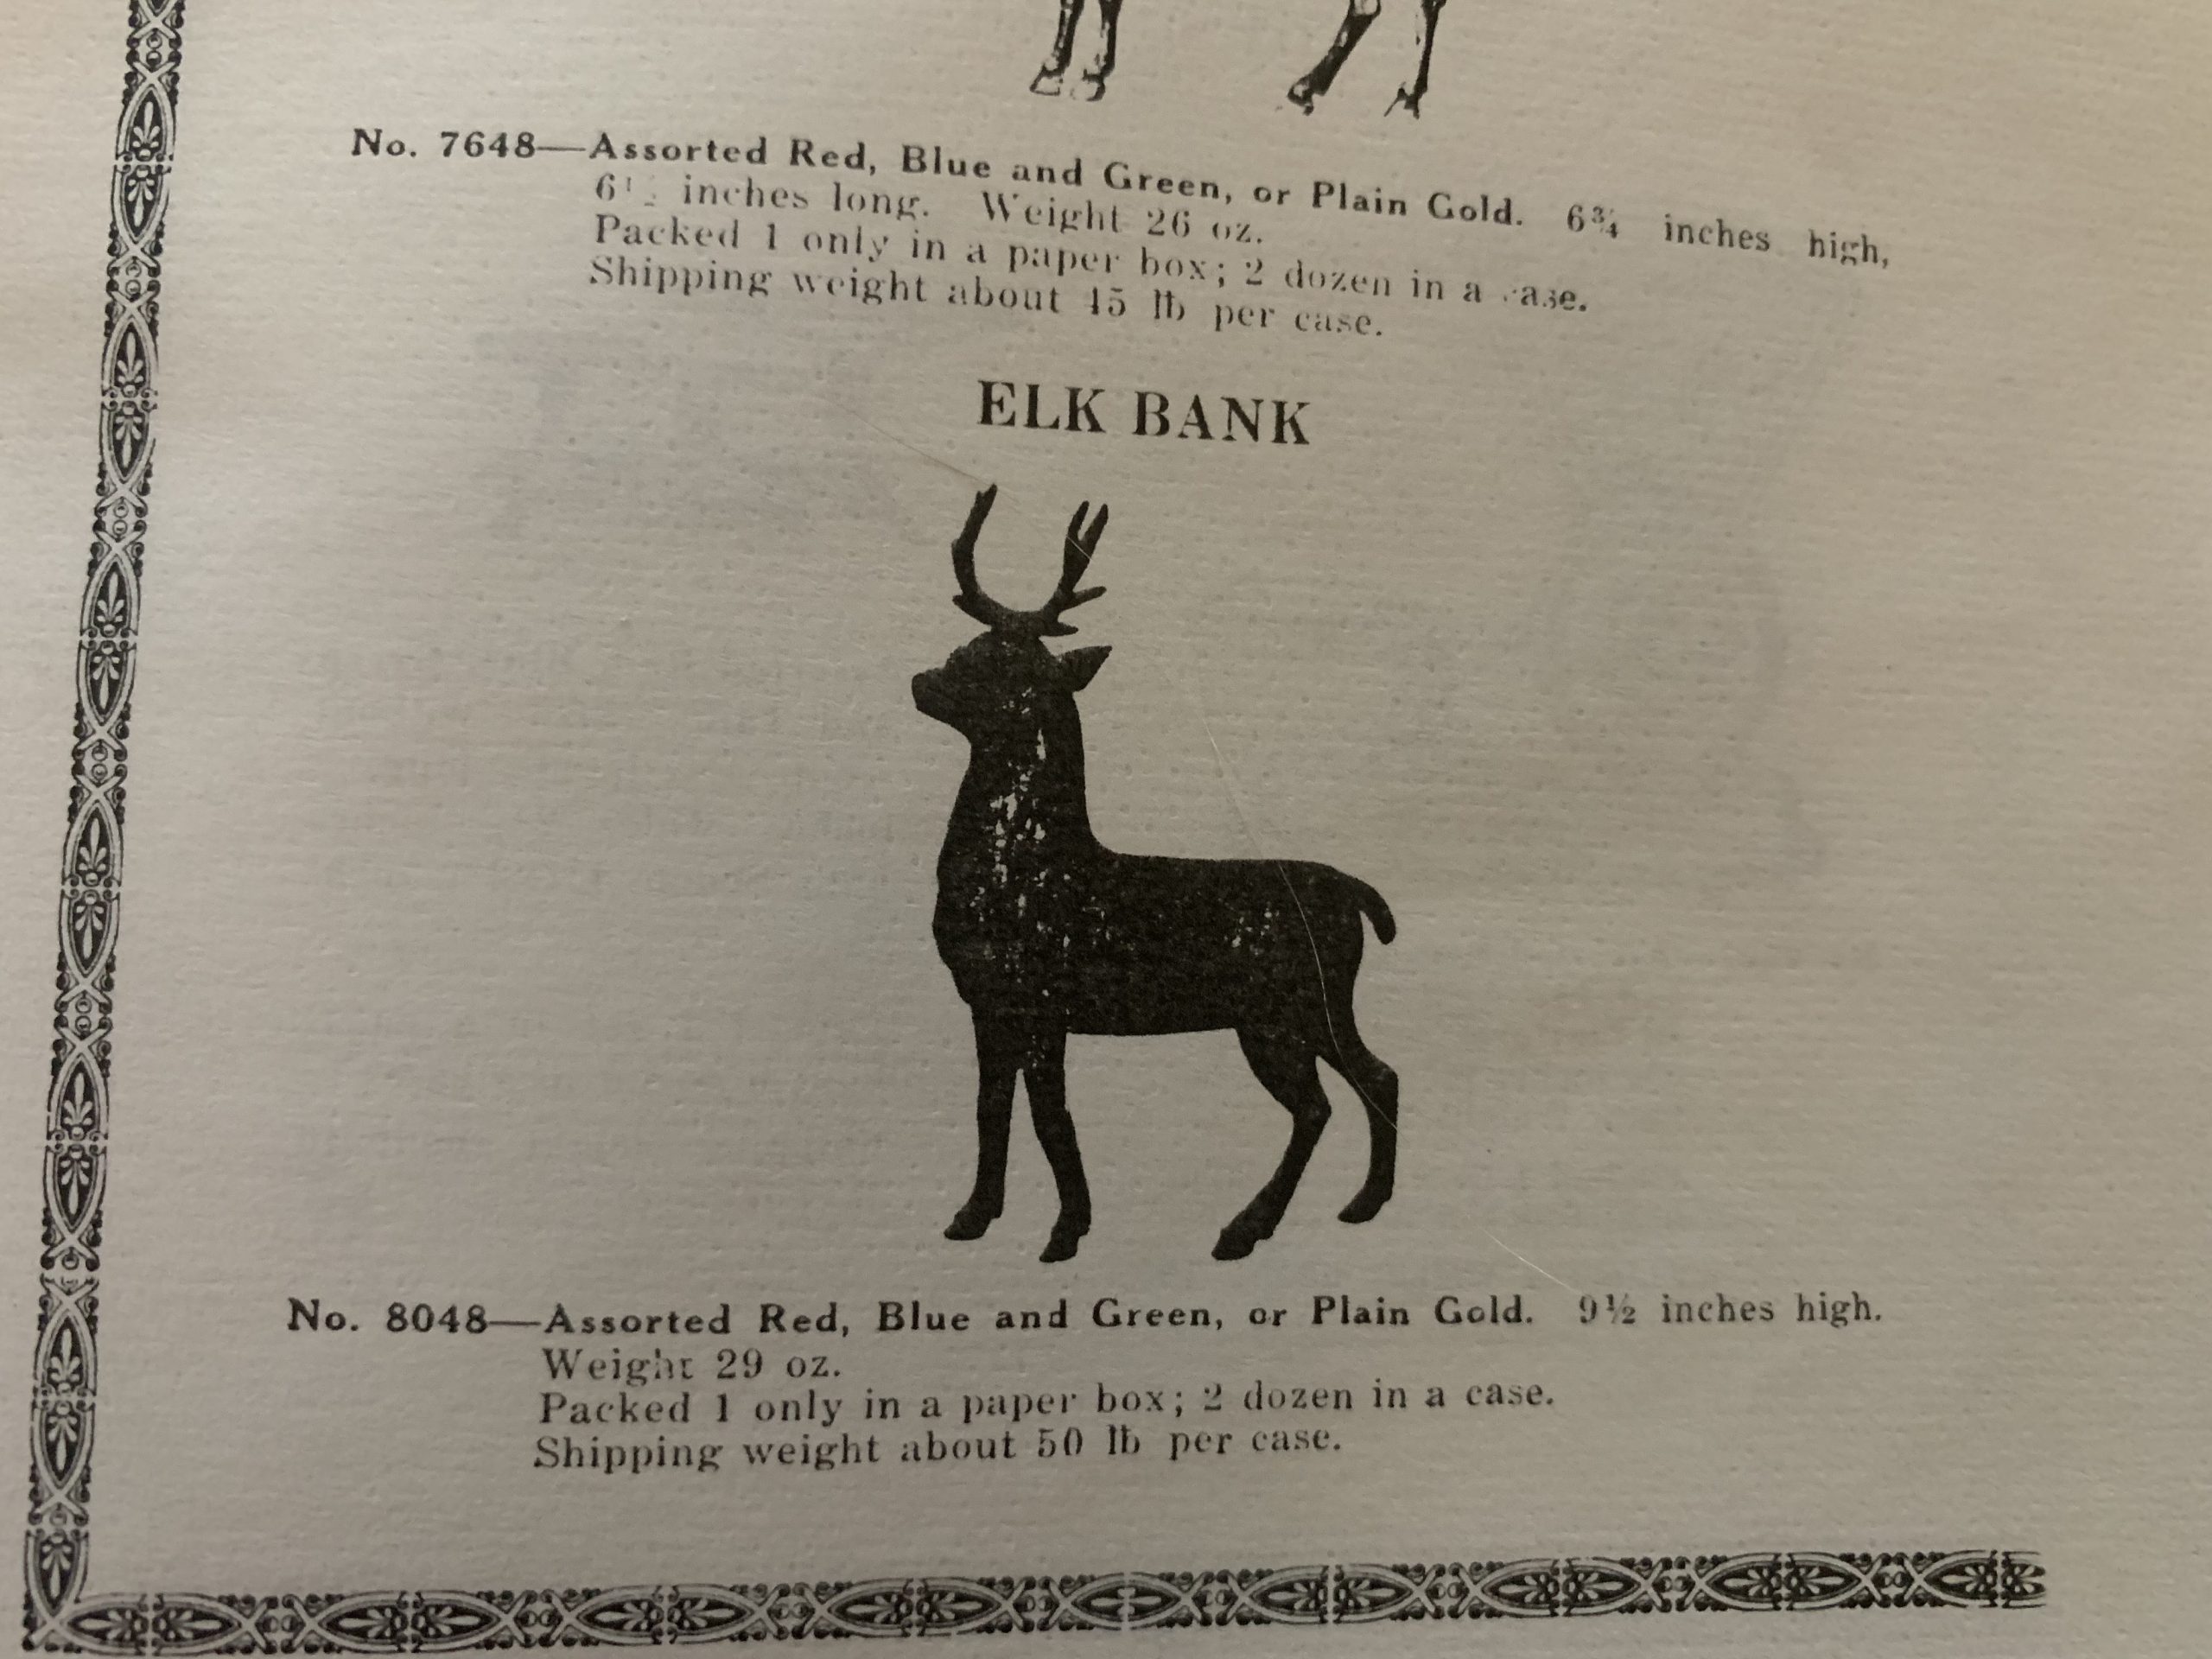 No. 7648—Assorted Red, Blue and Green, or Plain Gold. 6¾ inches high,
6½ inches long. Weight 26 oz.
Packed 1 only in a paper box; 2 dozen in a case.
Shipping weight about 45 lb per case.
ELK BANK
No. 8048—Assorted Red, Blue and Green, or Plain Gold. 9½ inches high.
Weight 29 oz.
Packed 1 only in a paper box; 2 dozen in a case.
Shipping weight about 50 lb per case.